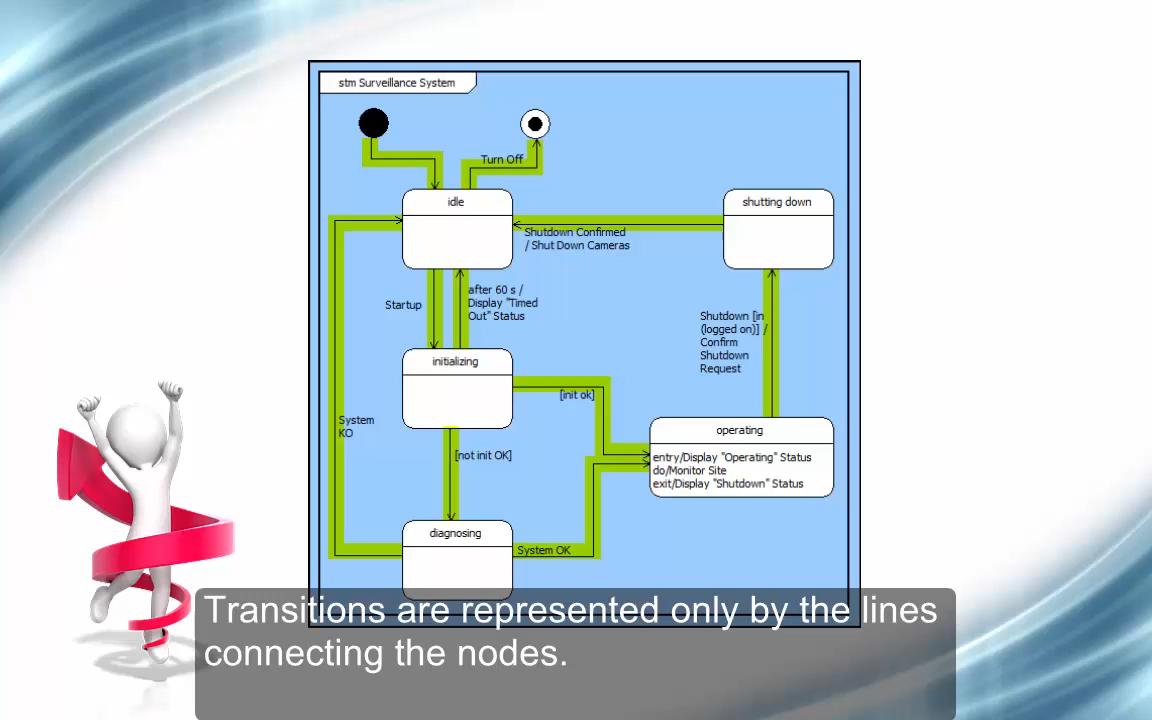 stm Surveillance System
Turn Off
idle
shutting down
Shutdown Confirmed
/ Shut Down Cameras
Startup
after 60 s /
Display "Timed
Out" Status
Shutdown [in
(logged on)] /
Confirm
Shutdown
Request
initializing
[init ok]
System
KO
operating
entry/Display "Operating" Status
do/Monitor Site
exit/Display "Shutdown" Status
[not init OK]
diagnosing
System OK
Transitions are represented only by the lines
connecting the nodes.